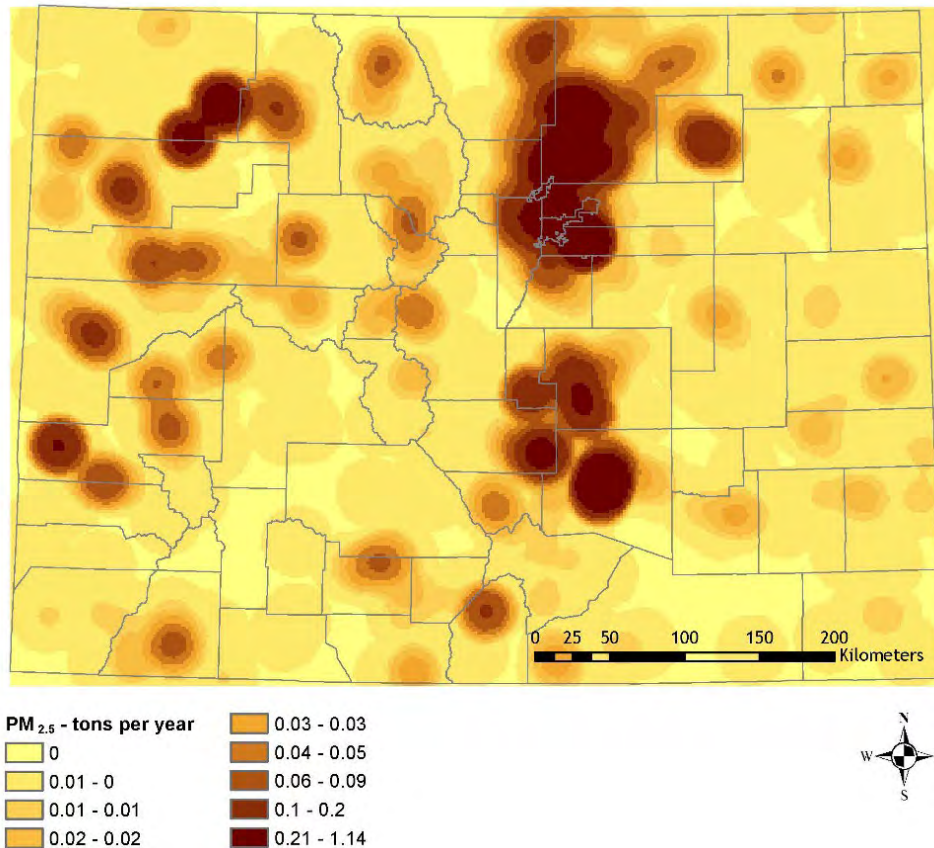 0 25 50 100 150 200
Kilometers
PM 2.5 - tons per year
0
0.01 - 0
0.01 - 0.01
0.02 - 0.02
0.03 - 0.03
0.04 - 0.05
0.06 - 0.09
0.1 - 0.2
0.21 - 1.14
N
W E
S